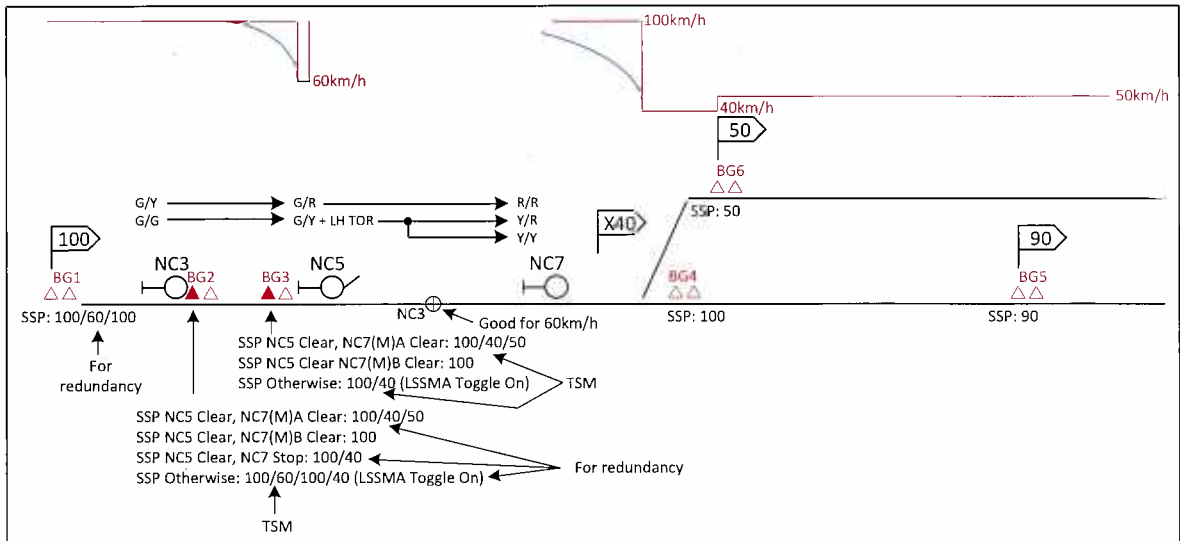 100km/h
60km/h
40km/h
50km/h
50
BG6
SSP: 50
G/Y
G/R
R/R
G/G
G/Y + LH TOR
Y/R
Y/Y
X40
100
90
BG1
NC3
BG2
BG3
NC5
NC7
BG4
BG5
SSP: 100/60/100
NC3
Good for 60km/h
SSP: 100
SSP: 90
For
redundancy
SSP NC5 Clear, NC7(M)A Clear: 100/40/50
SSP NC5 Clear NC7(M)B Clear: 100
SSP Otherwise: 100/40 (LSSMA Toggle On)
TSM
SSP NC5 Clear, NC7(M)A Clear: 100/40/50
SSP NC5 Clear, NC7(M)B Clear: 100
SSP NC5 Clear, NC7 Stop: 100/40
SSP Otherwise: 100/60/100/40 (LSSMA Toggle On)
For redundancy
TSM